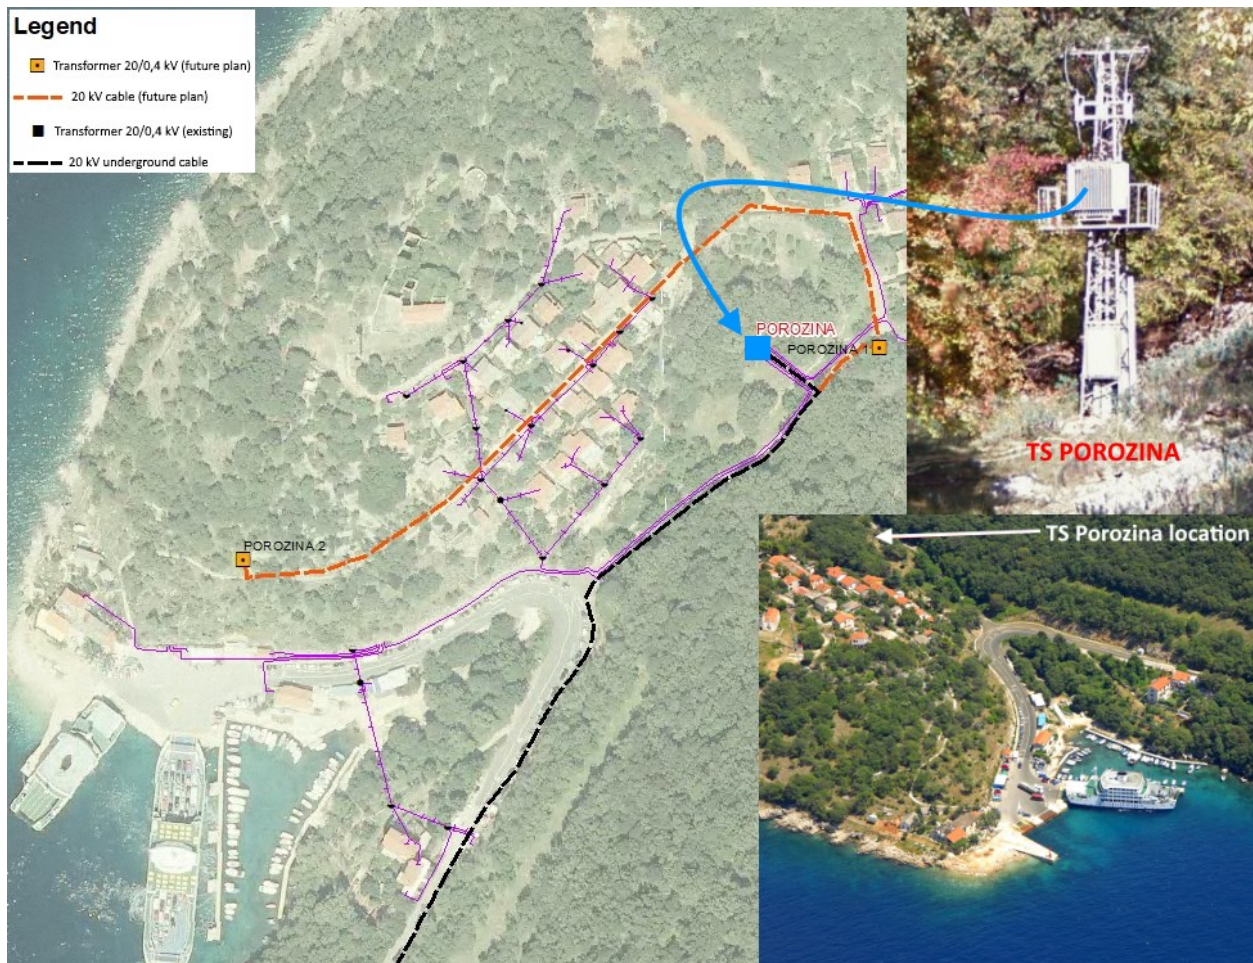 Legend
Transformer 20/0,4 kV (future plan)
20 kV cable (future plan)
Transformer 20/0,4 kV (existing)
20 kV underground cable
POROZINA
POROZINA 1
POROZINA 2
TS POROZINA
TS Porozina location